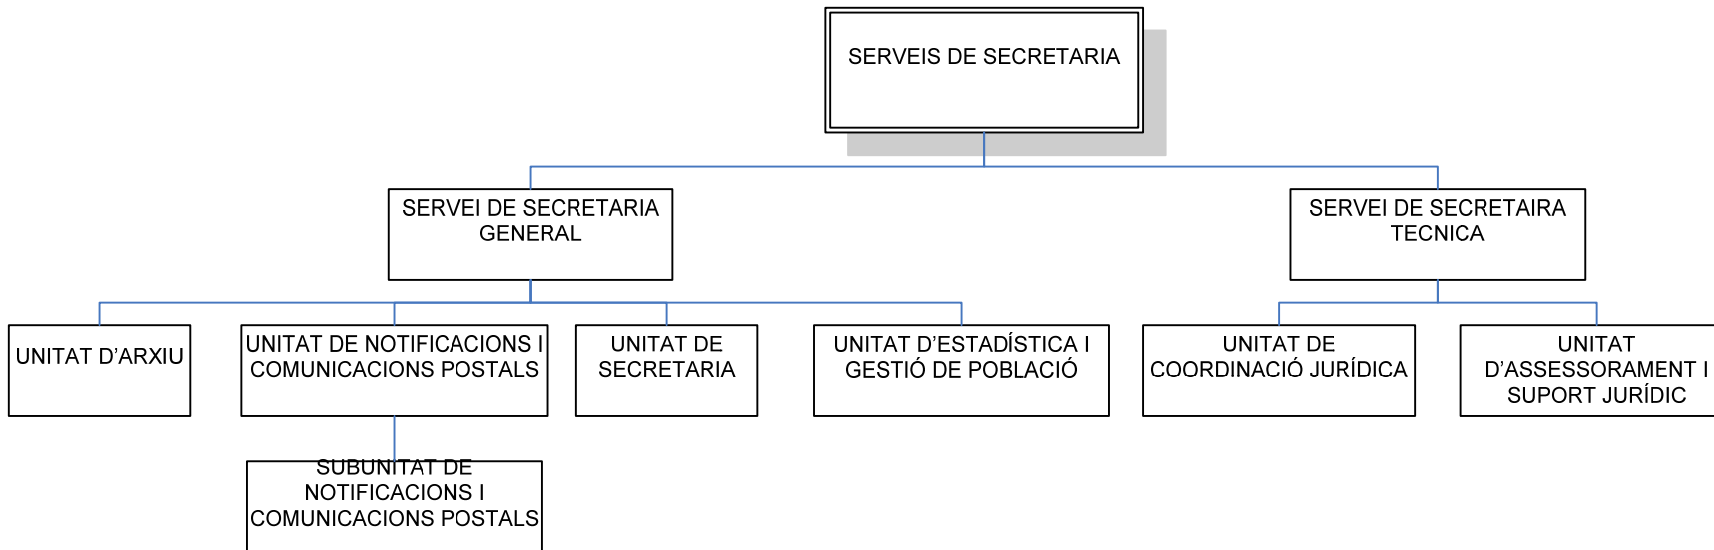 SERVEIS DE SECRETARIA
SERVEI DE SECRETARIA
GENERAL
SERVEI DE SECRETAIRA
TECNICA
UNITAT D'ARXIU
UNITAT DE NOTIFICACIONS I
COMUNICACIONS POSTALS
UNITAT DE
SECRETARIA
UNITAT D'ESTADÍSTICA I
GESTIÓ DE POBLACIÓ
UNITAT DE
COORDINACIÓ JURÍDICA
UNITAT
D'ASSESSORAMENT I
SUPORT JURÍDIC
SUBUNITAT DE
NOTIFICACIONS I
COMUNICACIONS POSTALS